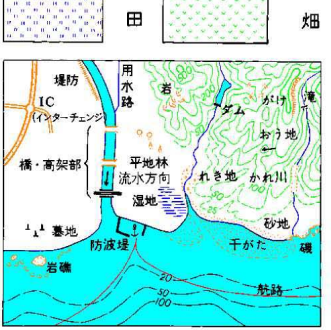 田
畑
堤防
用水路
岩
ダム
がけ
滝
IC
(インターチェンジ)
おう地
橋・高架部
平地林
流水方向
れき地
かれ川
湿地
墓地
砂地
防波堤
干がた
磯
岩礁
20
50
100
航路
20
50
100